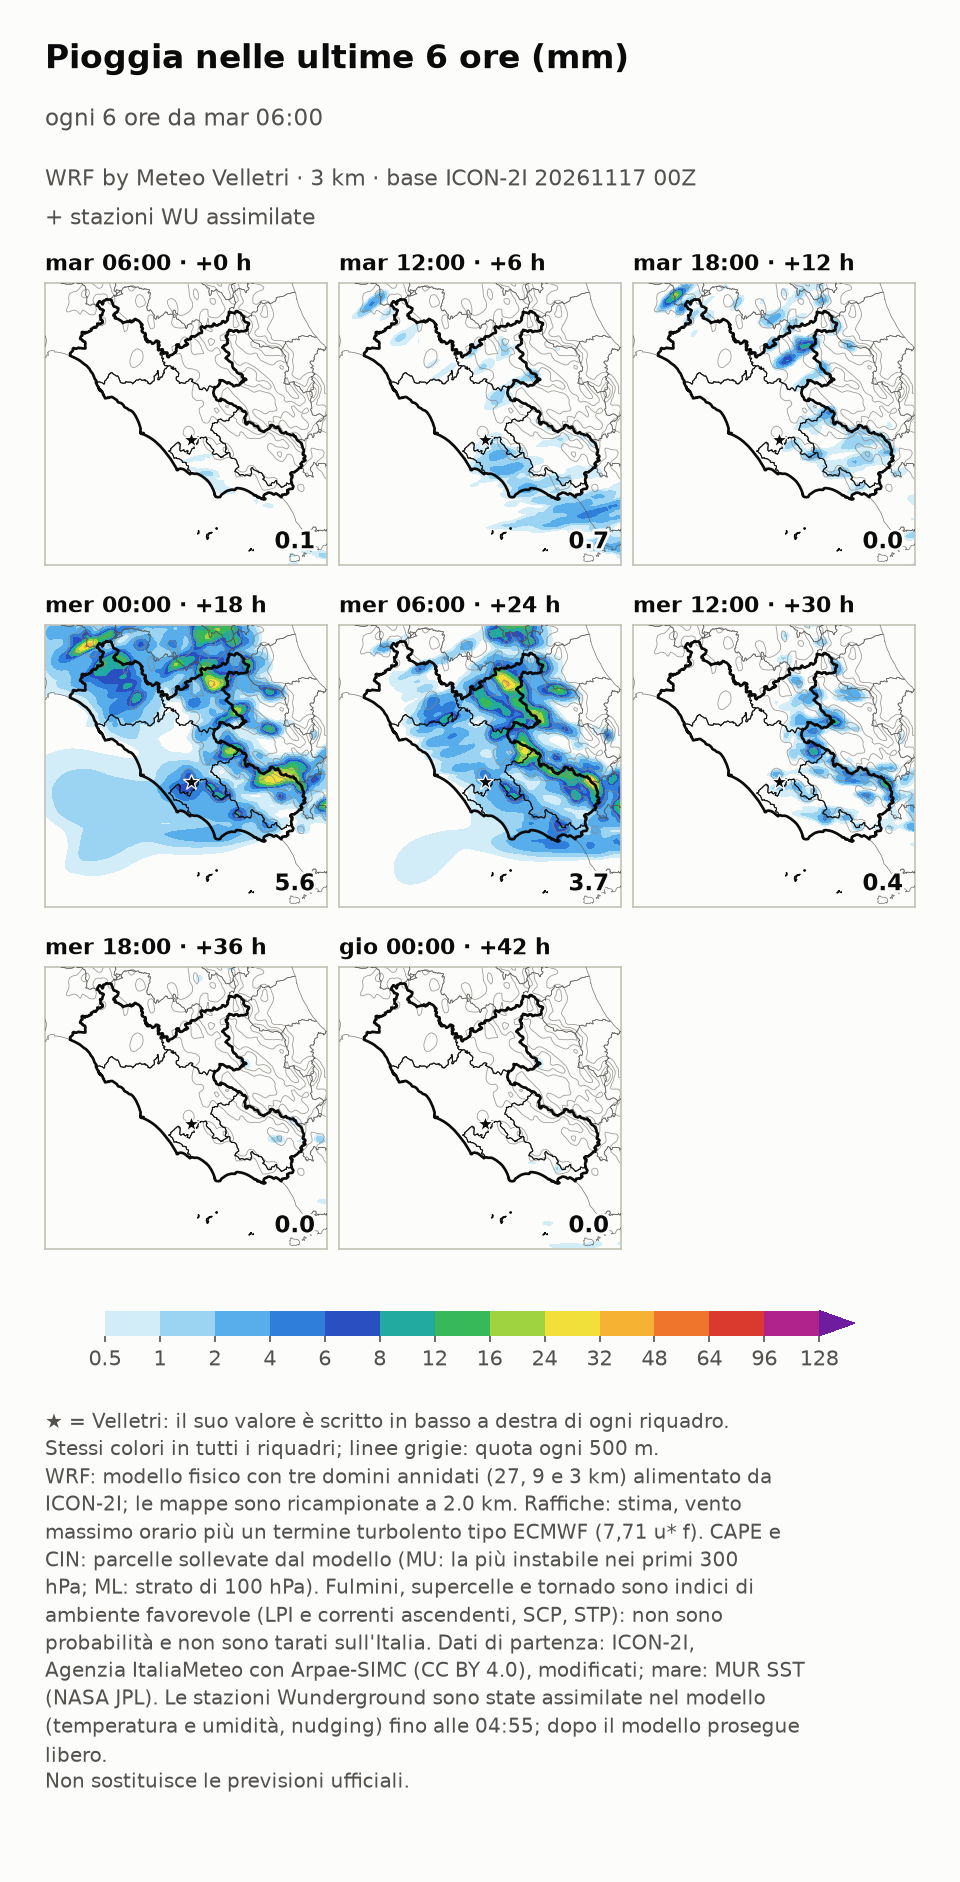 Pioggia nelle ultime 6 ore (mm)
ogni 6 ore da mar 06:00
WRF by Meteo Velletri · 3 km · base ICON-2I 20261117 00Z
+ stazioni WU assimilate
mar 06:00 · +0 h
mar 12:00 · +6 h
mar 18:00 · +12 h
0.1
0.7
0.0
mer 00:00 · +18 h
mer 06:00 · +24 h
mer 12:00 · +30 h
5.6
3.7
0.4
mer 18:00 · +36 h
gio 00:00 · +42 h
0.0
0.0
0.5 1 2 4 6 8 12 16 24 32 48 64 96 128
★ = Velletri: il suo valore è scritto in basso a destra di ogni riquadro.
Stessi colori in tutti i riquadri; linee grigie: quota ogni 500 m.
WRF: modello fisico con tre domini annidati (27, 9 e 3 km) alimentato da
ICON-2I; le mappe sono ricampionate a 2.0 km. Raffiche: stima, vento
massimo orario più un termine turbolento tipo ECMWF (7,71 u* f). CAPE e
CIN: parcelle sollevate dal modello (MU: la più instabile nei primi 300
hPa; ML: strato di 100 hPa). Fulmini, supercelle e tornado sono indici di
ambiente favorevole (LPI e correnti ascendenti, SCP, STP): non sono
probabilità e non sono tarati sull'Italia. Dati di partenza: ICON-2I,
Agenzia ItaliaMeteo con Arpae-SIMC (CC BY 4.0), modificati; mare: MUR SST
(NASA JPL). Le stazioni Wunderground sono state assimilate nel modello
(temperatura e umidità, nudging) fino alle 04:55; dopo il modello prosegue
libero.
Non sostituisce le previsioni ufficiali.